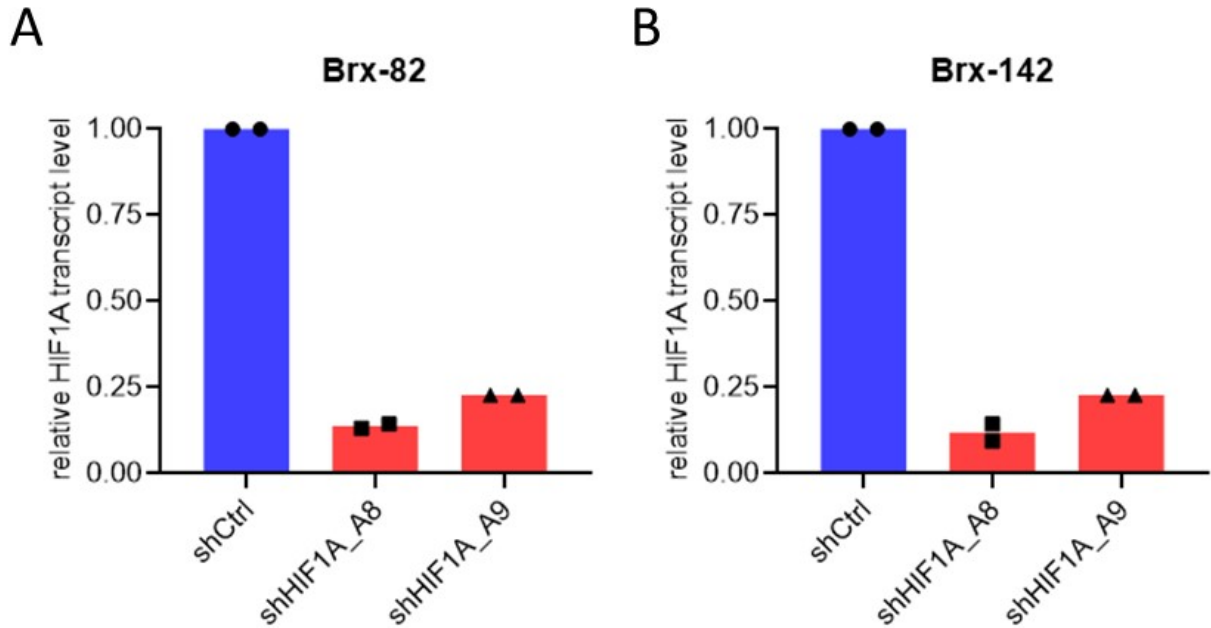 A
Brx-82
relative HIF1A transcript level
1.00
0.75
0.50
0.25
0.00
shCtrl
shHIF1A_A8
shHIF1A_A9
B
Brx-142
relative HIF1A transcript level
1.00
0.75
0.50
0.25
0.00
shCtrl
shHIF1A_A8
shHIF1A_A9